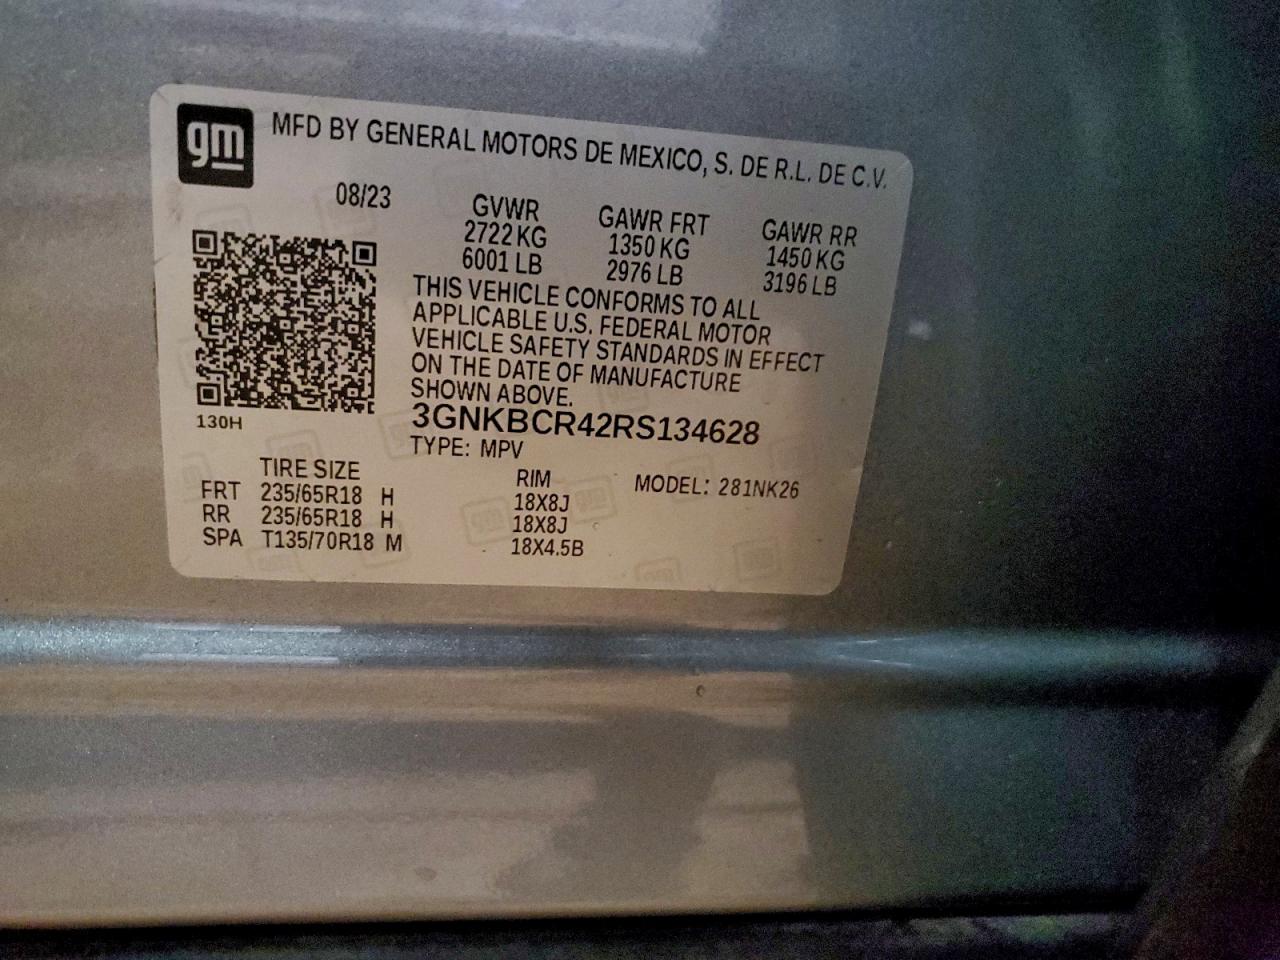 gm
MFD BY GENERAL MOTORS DE MEXICO, S. DE R.L. DE C.V.
08/23 GVWR GAWR FRT GAWR RR
2722 KG 1350 KG 1450 KG
6001 LB 2976 LB 3196 LB
THIS VEHICLE CONFORMS TO ALL
APPLICABLE U.S. FEDERAL MOTOR
VEHICLE SAFETY STANDARDS IN EFFECT
ON THE DATE OF MANUFACTURE
SHOWN ABOVE.
130H
3GNKBCR42RS134628
TYPE: MPV
TIRE SIZE RIM MODEL: 281NK26
FRT 235/65R18 H 18X8J
RR 235/65R18 H 18X8J
SPA T135/70R18 M 18X4.5B